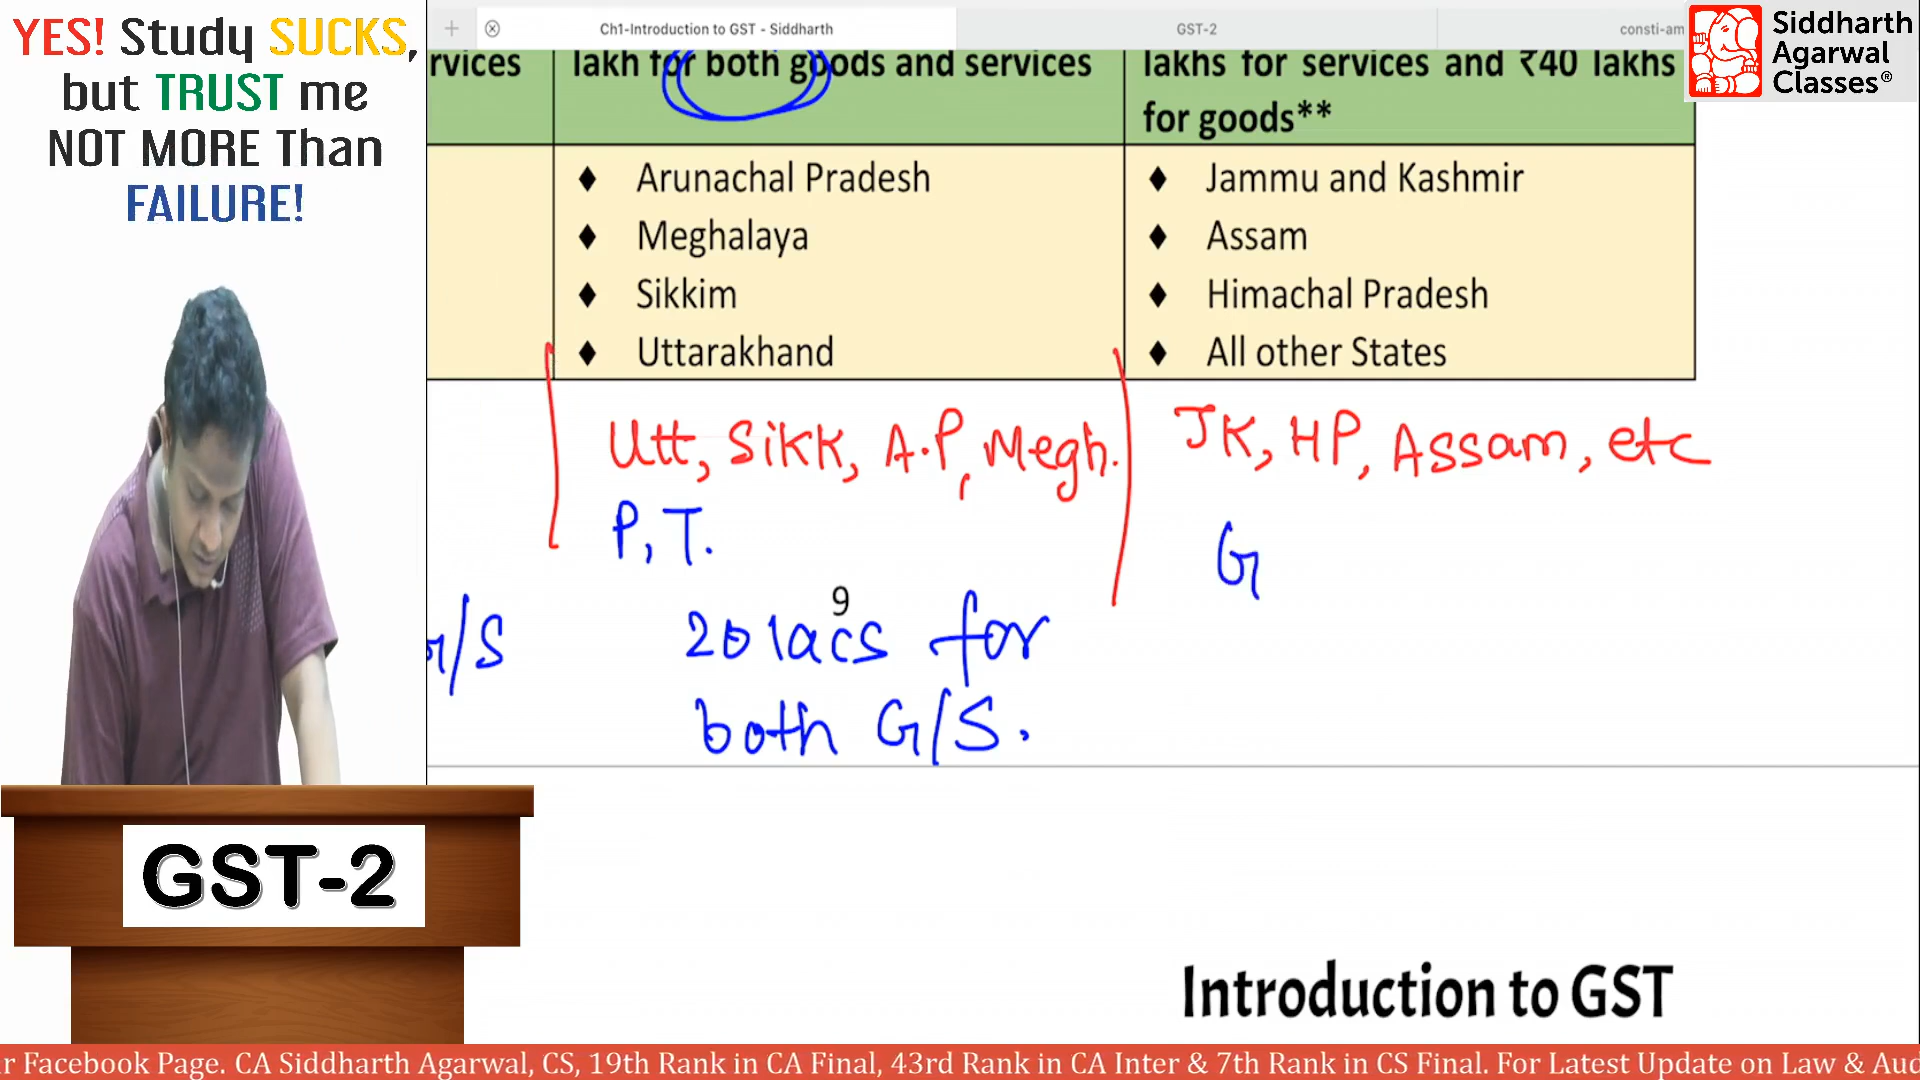 YES! Study SUCKS,
but TRUST me
NOT MORE Than
FAILURE!
Ch1-Introduction to GST - Siddharth
GST-2
consti-am
Siddharth
Agarwal
Classes®
rvices
lakh for both goods and services
lakhs for services and ₹40 lakhs
for goods**
♦ Arunachal Pradesh
♦ Meghalaya
♦ Sikkim
♦ Uttarakhand
♦ Jammu and Kashmir
♦ Assam
♦ Himachal Pradesh
♦ All other States
Utt, Sikk, A.P, Megh.
P, T.
JK, HP, Assam, etc
G
9
/S
20 lacs for
both G/S.
GST-2
Introduction to GST
r Facebook Page. CA Siddharth Agarwal, CS, 19th Rank in CA Final, 43rd Rank in CA Inter & 7th Rank in CS Final. For Latest Update on Law & Aud